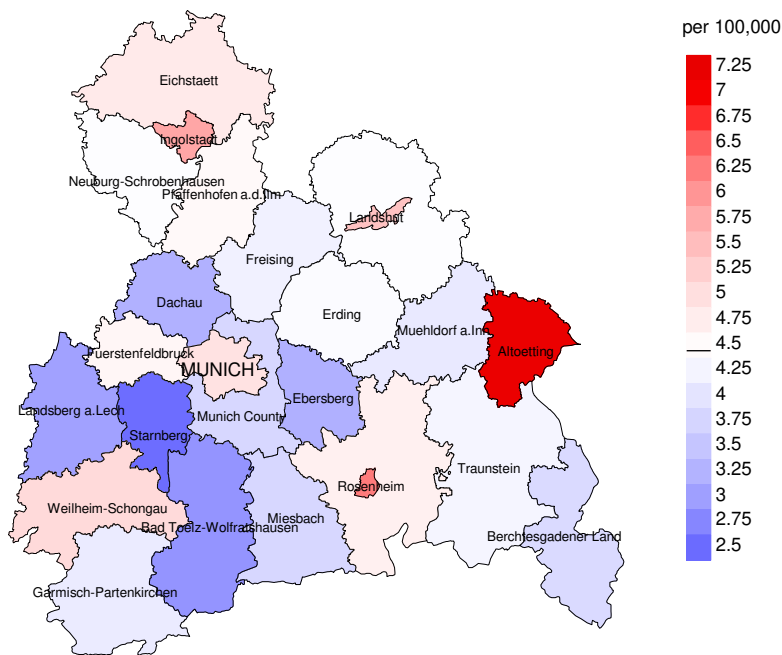 per 100,000
7.25
7
6.75
6.5
6.25
6
5.75
5.5
5.25
5
4.75
4.5
4.25
4
3.75
3.5
3.25
3
2.75
2.5
Eichstaett
Ingolstadt
Neuburg-Schrobenhausen
Pfaffenhofen a.d.Ilm
Landshut
Freising
Dachau
Erding
Muehldorf a.Inn
Altoetting
Fuerstenfeldbruck
MUNICH
Ebersberg
Landsberg a.Lech
Munich County
Starnberg
Traunstein
Rosenheim
Weilheim-Schongau
Miesbach
Bad Toelz-Wolfratshausen
Berchtesgadener Land
Garmisch-Partenkirchen